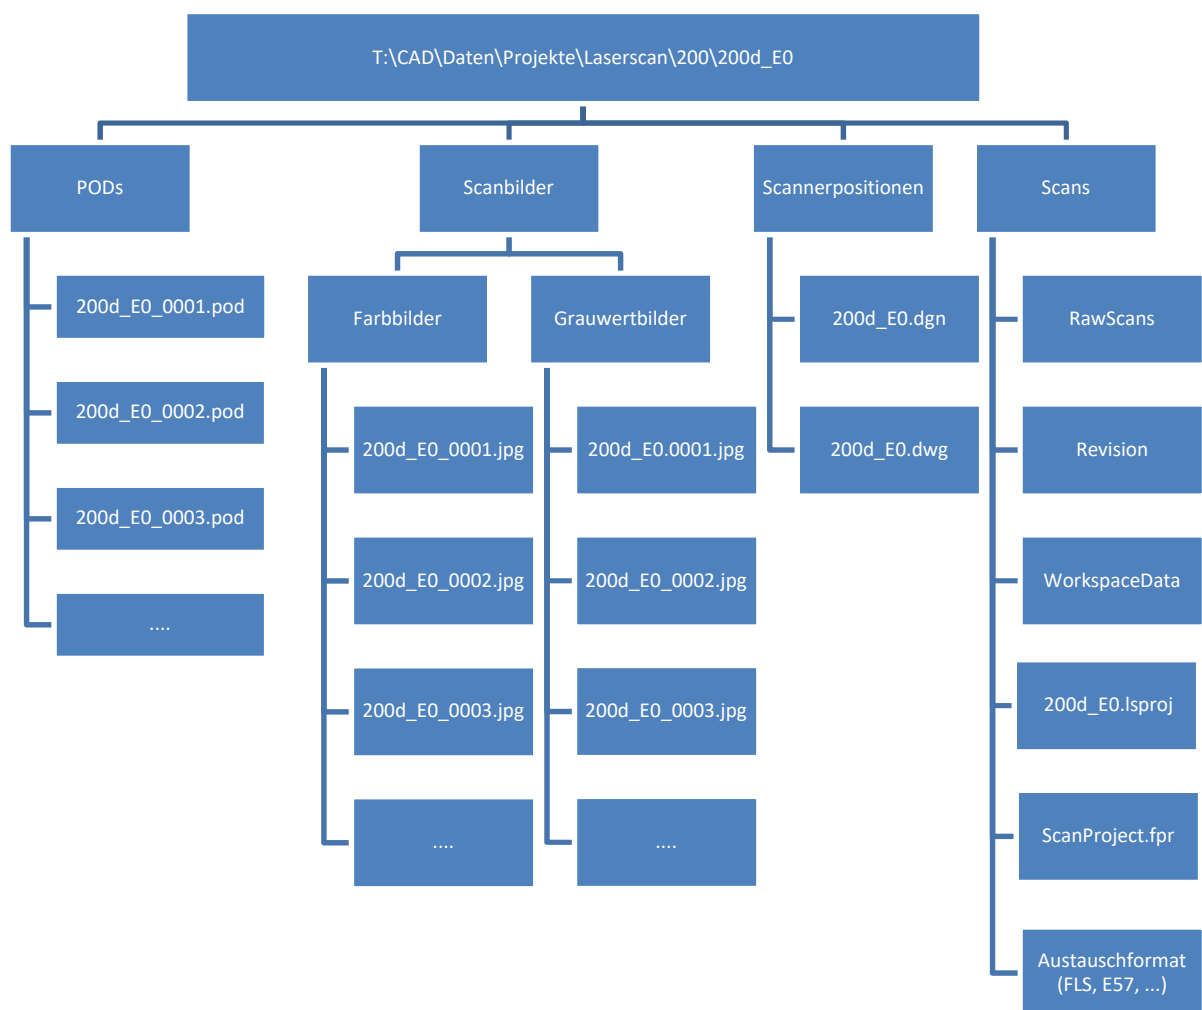 T:\CAD\Daten\Projekte\Laserscan\200\200d_E0
PODs
200d_E0_0001.pod
200d_E0_0002.pod
200d_E0_0003.pod
....
Scanbilder
Farbbilder
200d_E0_0001.jpg
200d_E0_0002.jpg
200d_E0_0003.jpg
....
Grauwertbilder
200d_E0.0001.jpg
200d_E0_0002.jpg
200d_E0_0003.jpg
....
Scannerpositionen
200d_E0.dgn
200d_E0.dwg
Scans
RawScans
Revision
WorkspaceData
200d_E0.lsproj
ScanProject.fpr
Austauschformat
(FLS, E57, ...)